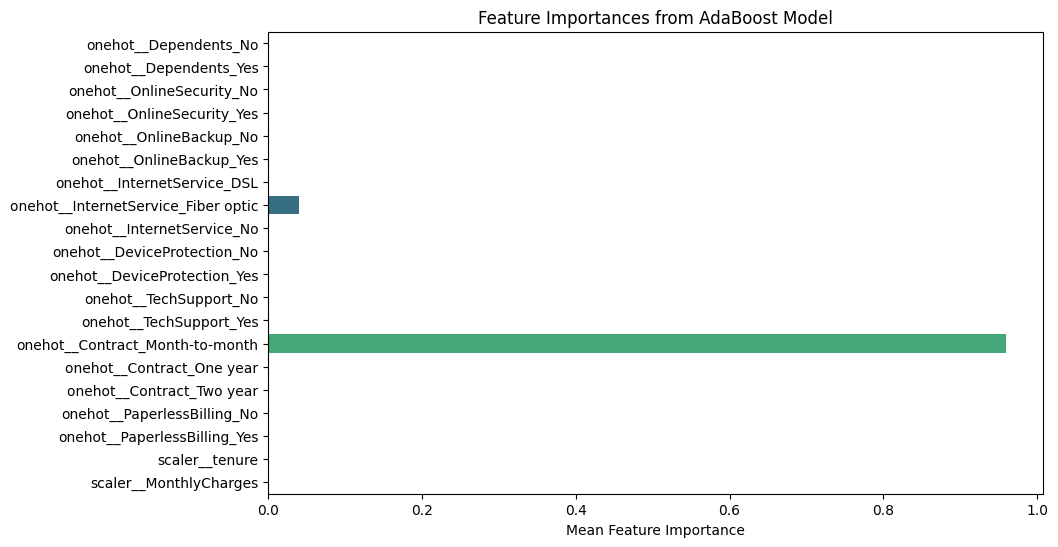 Feature Importances from AdaBoost Model
onehot__Dependents_No
onehot__Dependents_Yes
onehot__OnlineSecurity_No
onehot__OnlineSecurity_Yes
onehot__OnlineBackup_No
onehot__OnlineBackup_Yes
onehot__InternetService_DSL
onehot__InternetService_Fiber optic
onehot__InternetService_No
onehot__DeviceProtection_No
onehot__DeviceProtection_Yes
onehot__TechSupport_No
onehot__TechSupport_Yes
onehot__Contract_Month-to-month
onehot__Contract_One year
onehot__Contract_Two year
onehot__PaperlessBilling_No
onehot__PaperlessBilling_Yes
scaler__tenure
scaler__MonthlyCharges
0.0 0.2 0.4 0.6 0.8 1.0
Mean Feature Importance